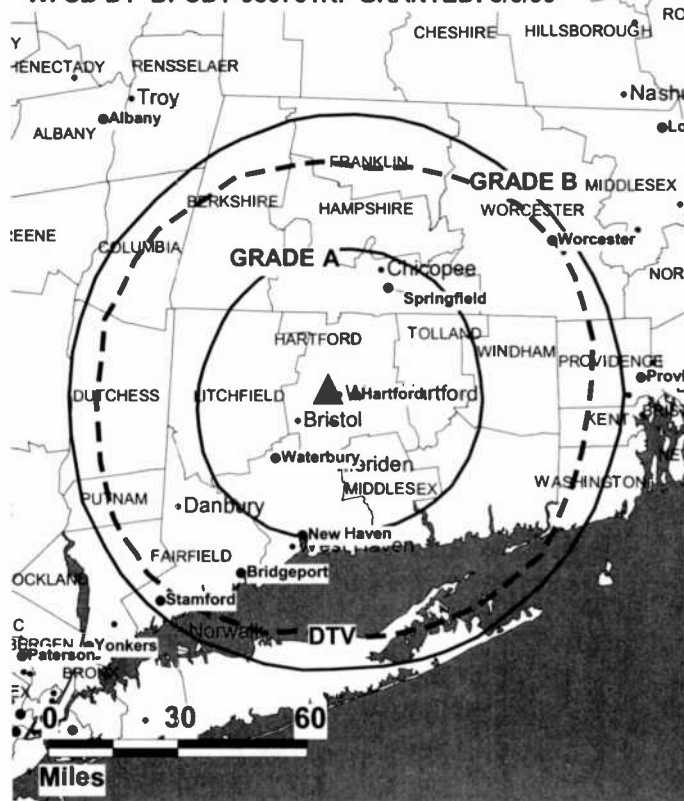 CHESHIRE HILLSBOROUGH
RENSSELAER
Troy
Albany
ALBANY
FRANKLIN
GRADE B
MIDDLESEX
BERKSHIRE
HAMPSHIRE
WORCESTER
COLUMBIA
Worcester
GRADE A
Chicopee
Springfield
HARTFORD
TOLLAND
WINDHAM
PROVIDENCE
DUTCHESS
LITCHFIELD
Hartford
KENT
Bristol
Waterbury
MIDDLESEX
WASHINGTON
PUTNAM
Danbury
New Haven
FAIRFIELD
Bridgeport
Stamford
Norwalk
DTV
Yonkers
Paterson
BRONX
0 30 60
Miles